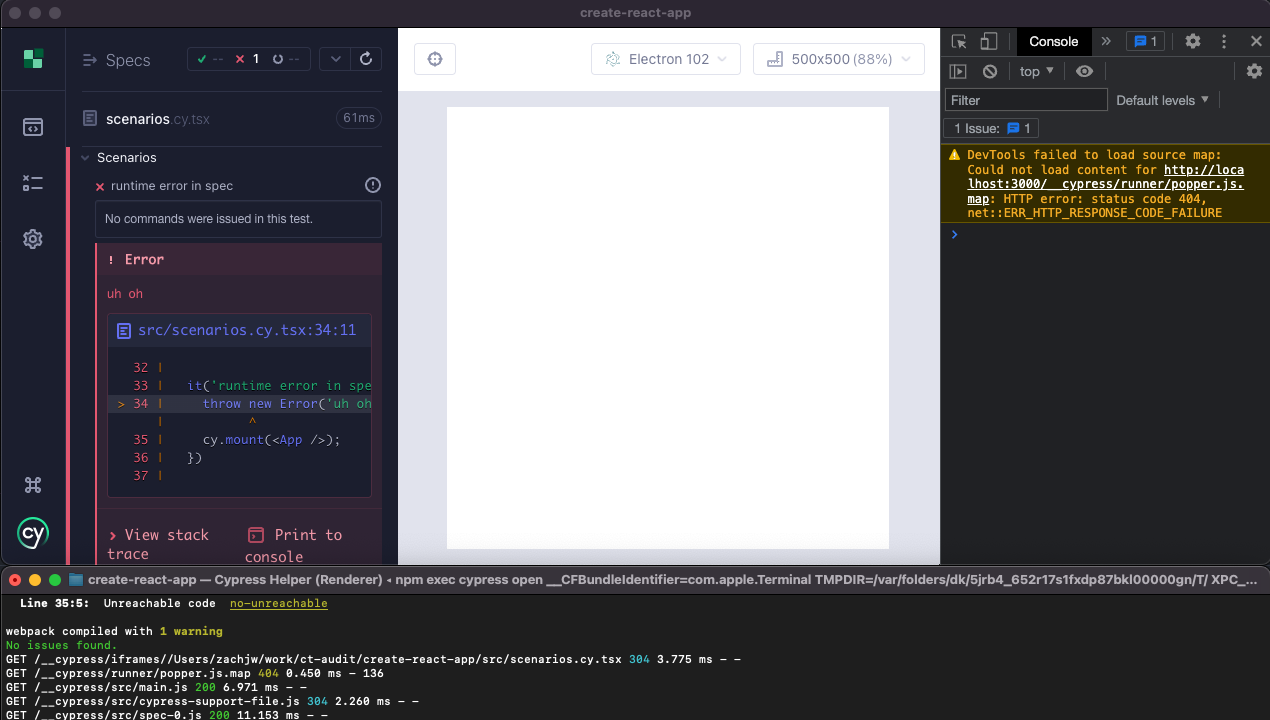 create-react-app
Specs
-- 1 --
scenarios.cy.tsx
61ms
Scenarios
runtime error in spec
No commands were issued in this test.
! Error
uh oh
src/scenarios.cy.tsx:34:11
32 |
33 | it('runtime error in spe
> 34 | throw new Error('uh oh
| ^
35 | cy.mount(<App />);
36 | })
37 |
> View stack trace
Print to console
cy
Electron 102
500x500 (88%)
Console
» 1
top ▼
Filter
Default levels ▼
1 Issue: 1
DevTools failed to load source map:
Could not load content for http://loca
lhost:3000/__cypress/runner/popper.js.
map: HTTP error: status code 404,
net::ERR_HTTP_RESPONSE_CODE_FAILURE
>
create-react-app — Cypress Helper (Renderer) ◂ npm exec cypress open __CFBundleIdentifier=com.apple.Terminal TMPDIR=/var/folders/dk/5jrb4_652r17s1fxdp87bkl00000gn/T/ XPC_...
Line 35:5: Unreachable code no-unreachable
webpack compiled with 1 warning
No issues found.
GET /__cypress/iframes//Users/zachjw/work/ct-audit/create-react-app/src/scenarios.cy.tsx 304 3.775 ms - -
GET /__cypress/runner/popper.js.map 404 0.450 ms - 136
GET /__cypress/src/main.js 200 6.971 ms - -
GET /__cypress/src/cypress-support-file.js 304 2.260 ms - -
GET /__cypress/src/spec-0.js 200 11.153 ms - -